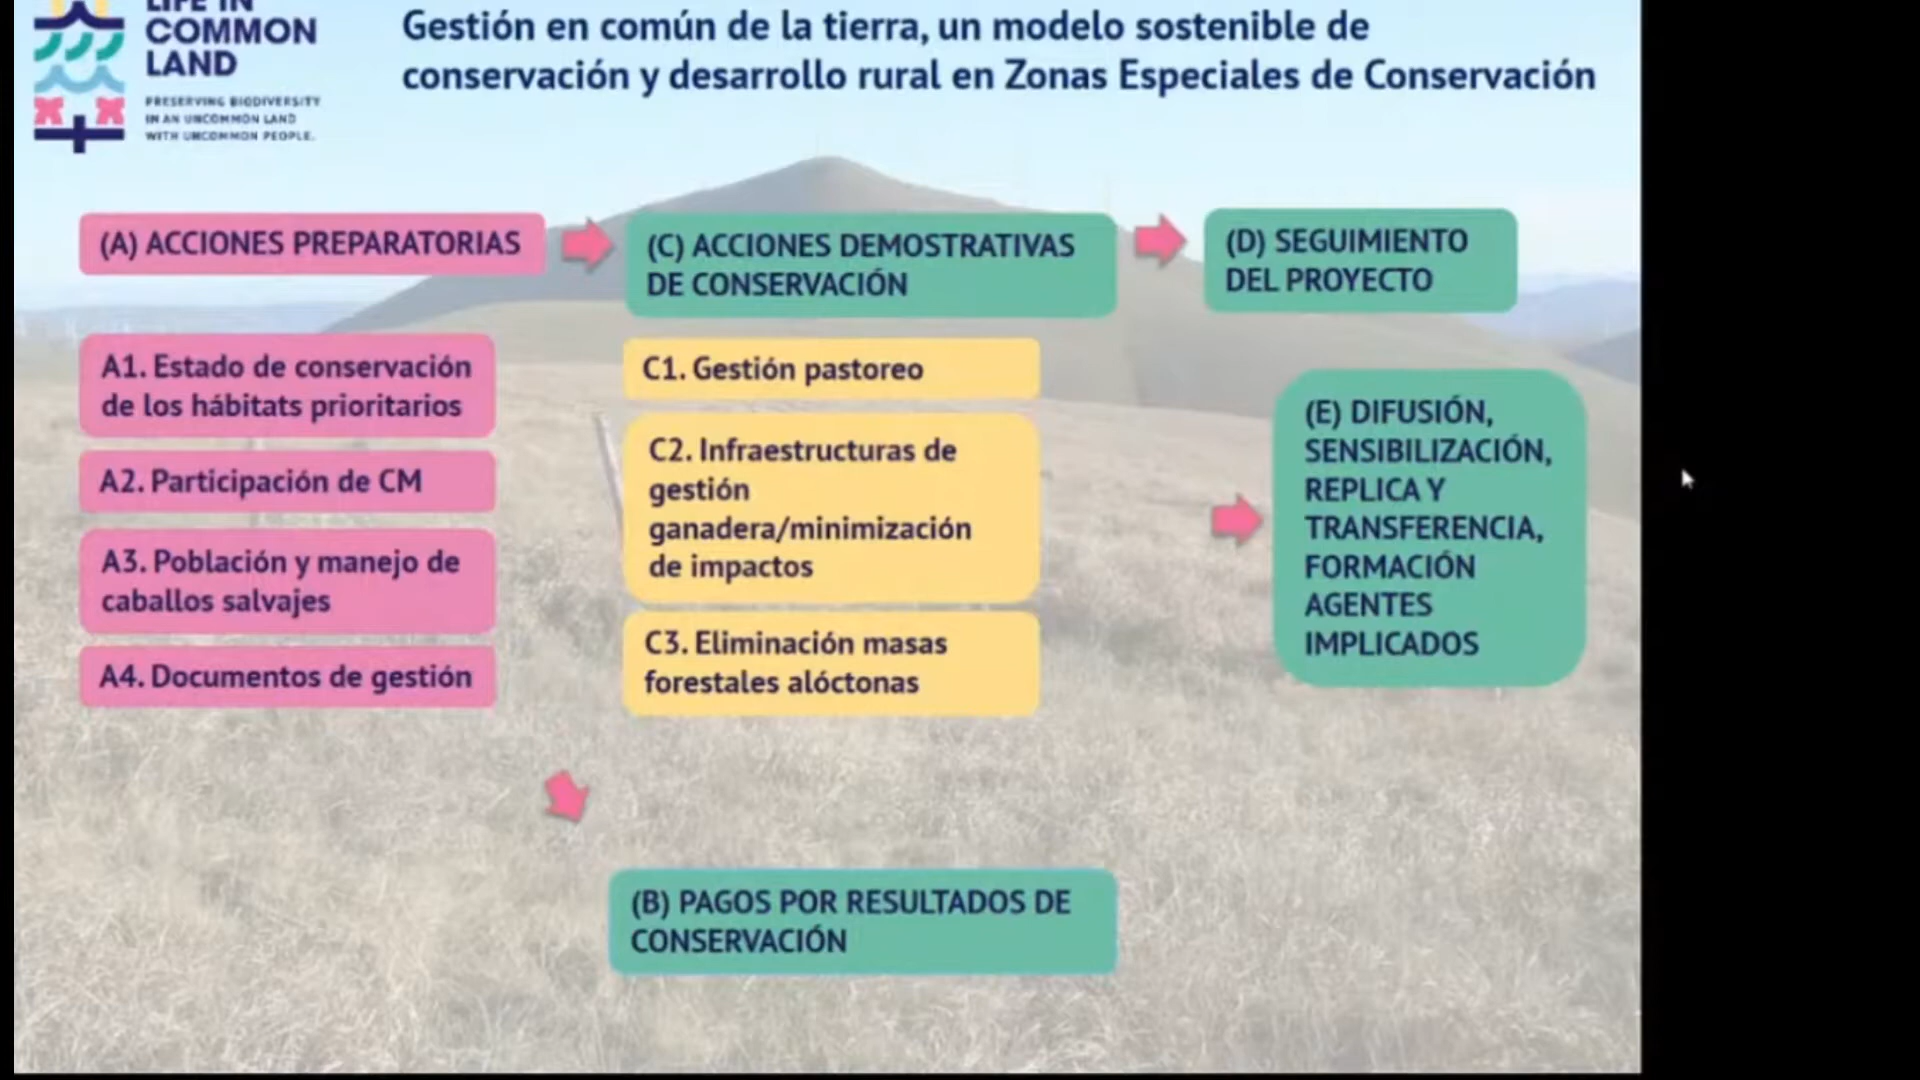 LIFE IN
COMMON
LAND
PRESERVING BIODIVERSITY
IN AN UNCOMMON LAND
WITH UNCOMMON PEOPLE.
Gestión en común de la tierra, un modelo sostenible de
conservación y desarrollo rural en Zonas Especiales de Conservación
(A) ACCIONES PREPARATORIAS
A1. Estado de conservación
de los hábitats prioritarios
A2. Participación de CM
A3. Población y manejo de
caballos salvajes
A4. Documentos de gestión
(C) ACCIONES DEMOSTRATIVAS
DE CONSERVACIÓN
C1. Gestión pastoreo
C2. Infraestructuras de
gestión
ganadera/minimización
de impactos
C3. Eliminación masas
forestales alóctonas
(B) PAGOS POR RESULTADOS DE
CONSERVACIÓN
(D) SEGUIMIENTO
DEL PROYECTO
(E) DIFUSIÓN,
SENSIBILIZACIÓN,
REPLICA Y
TRANSFERENCIA,
FORMACIÓN
AGENTES
IMPLICADOS